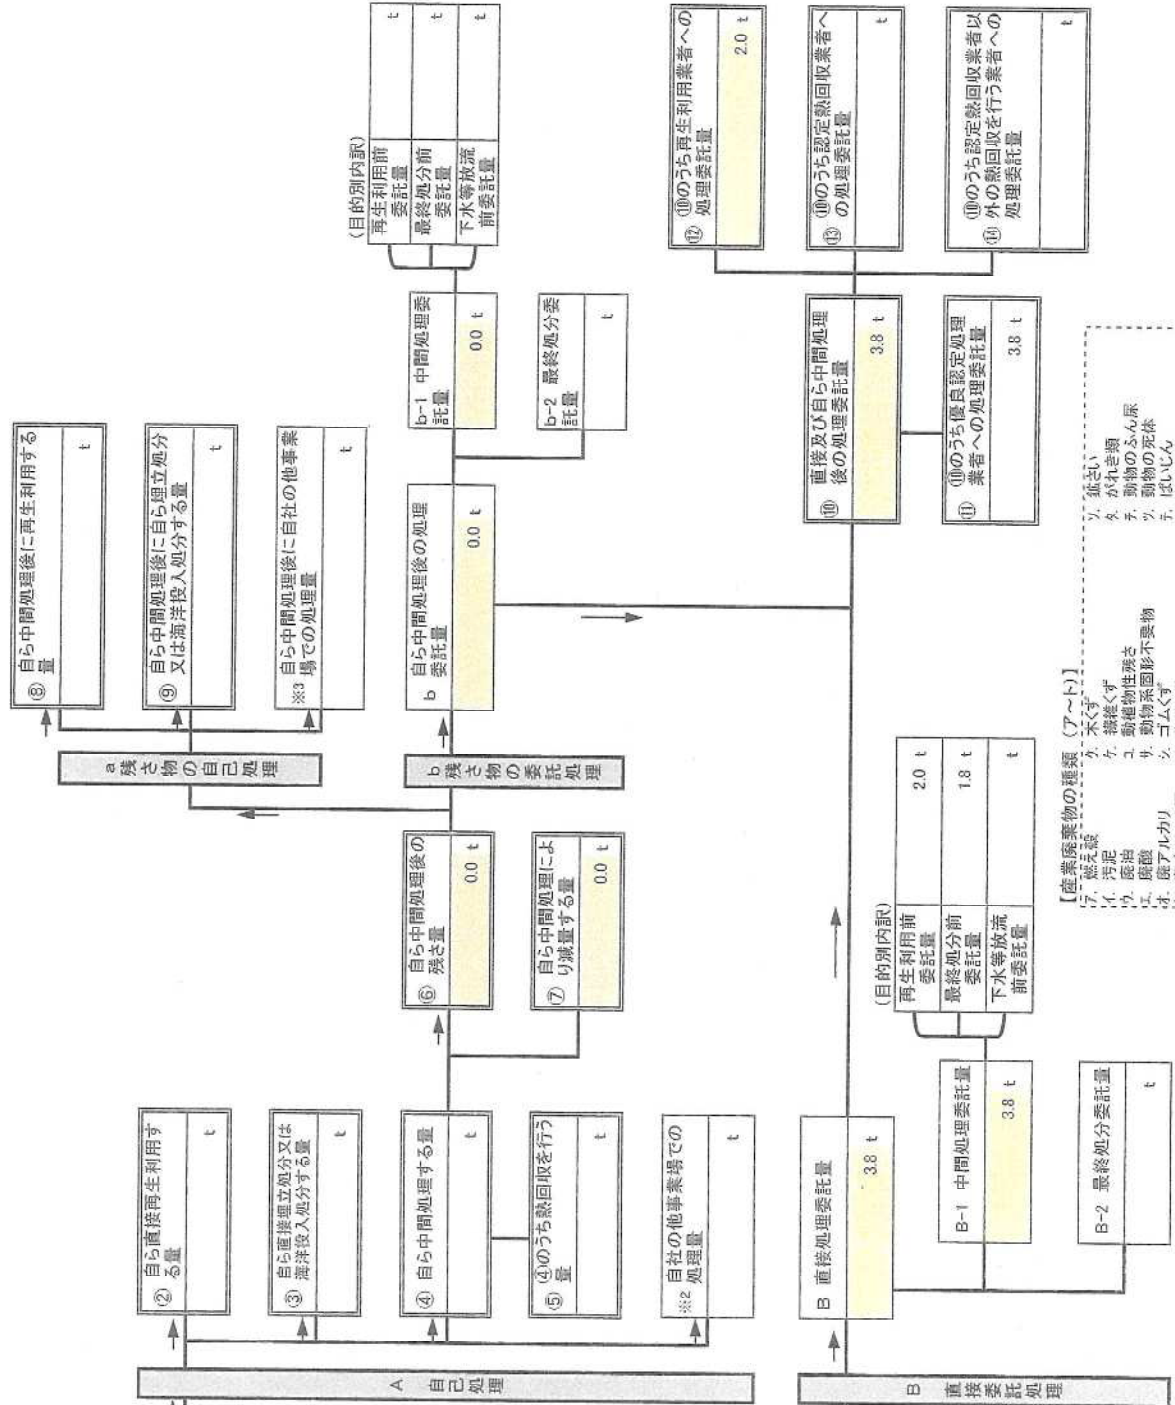 A 自己処理
② 自ら直接再生利用す
る量
t
③ 自ら直接埋立処分又は
海洋投入処分する量
t
④ 自ら中間処理する量
t
⑤ ④のうち熱回収を行う
量
t
※2 自社の他事業場での
処理量
t
⑥ 自ら中間処理後の
残さ量
0.0 t
⑦ 自ら中間処理によ
り減量する量
0.0 t
a 残さ物の自己処理
⑧ 自ら中間処理後に再生利用する
量
t
⑨ 自ら中間処理後に自ら埋立処分
又は海洋投入処分する量
t
※3 自ら中間処理後に自社の他事業
場での処理量
t
b 残さ物の委託処理
b 自ら中間処理後の処理
委託量
0.0 t
b-1 中間処理委
託量
0.0 t
b-2 最終処分委
託量
t
(目的別内訳)
再生利用前
委託量
t
最終処分前
委託量
t
下水等放流
前委託量
t
B 直接委託処理
B 直接処理委託量
3.8 t
B-1 中間処理委託量
3.8 t
B-2 最終処分委託量
t
(目的別内訳)
再生利用前
委託量
2.0 t
最終処分前
委託量
1.8 t
下水等放流
前委託量
t
⑩ 直接及び自ら中間処理
後の処理委託量
3.8 t
⑪ ⑩のうち優良認定処理
業者への処理委託量
3.8 t
⑫ ⑩のうち再生利用業者への
処理委託量
2.0 t
⑬ ⑩のうち認定熱回収業者へ
の処理委託量
t
⑭ ⑩のうち認定熱回収業者以
外の熱回収を行う業者への
処理委託量
t
【産業廃棄物の種類(ア~ト)】
ア. 燃え殻
イ. 汚泥
ウ. 廃油
エ. 廃酸
オ. 廃アルカリ
ク. 木くず
ケ. 繊維くず
コ. 動植物性残さ
サ. 動物系固形不要物
シ. ゴムくず
ソ. 鉱さい
タ. がれき類
チ. 動物のふん尿
ツ. 動物の死体
テ. ばいじん